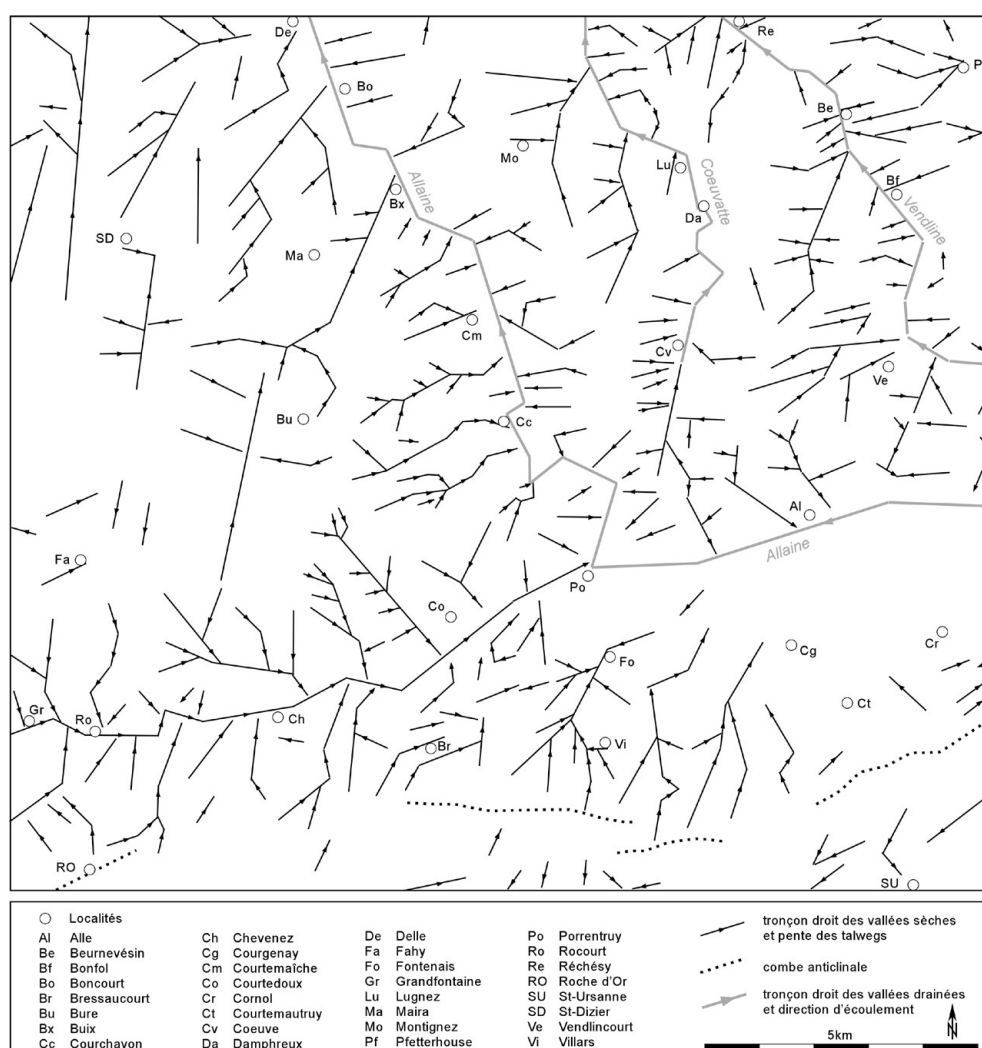 De
Re
P
Bo
Be
Mo
Lu
Coeuvatte
Bf
Allaine
Bx
Da
Vendline
SD
Ma
Cm
Cv
Ve
Bu
Cc
Al
Allaine
Fa
Po
Co
Cr
Cg
Fo
Gr
Ro
Ch
Ct
Br
Vi
RO
SU
Localités
Al Alle
Be Beurnevésin
Bf Bonfol
Bo Boncourt
Br Bressaucourt
Bu Bure
Bx Buix
Cc Courchavon
Ch Chevenez
Cg Courgenay
Cm Courtemaîche
Co Courtedoux
Cr Cornol
Ct Courtemautruy
Cv Coeuve
Da Damphreux
De Delle
Fa Fahy
Fo Fontenais
Gr Grandfontaine
Lu Lugnez
Ma Maira
Mo Montignez
Pf Pfetterhouse
Po Porrentruy
Ro Rocourt
Re Réchésy
RO Roche d'Or
SU St-Ursanne
SD St-Dizier
Ve Vendlincourt
Vi Villars
tronçon droit des vallées sèches
et pente des talwegs
combe anticlinale
tronçon droit des vallées drainées
et direction d'écoulement
N
5km